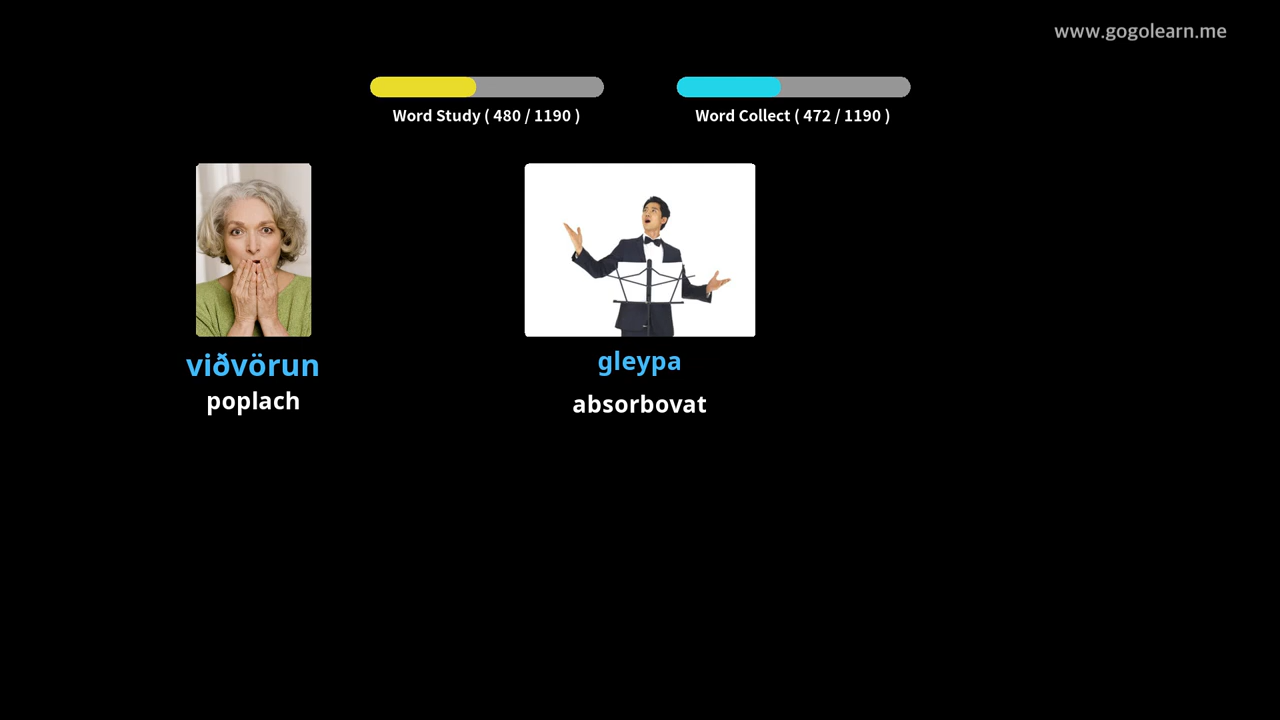 www.gogolearn.me
Word Study ( 480 / 1190 )
Word Collect ( 472 / 1190 )
viðvörun
poplach
gleypa
absorbovat